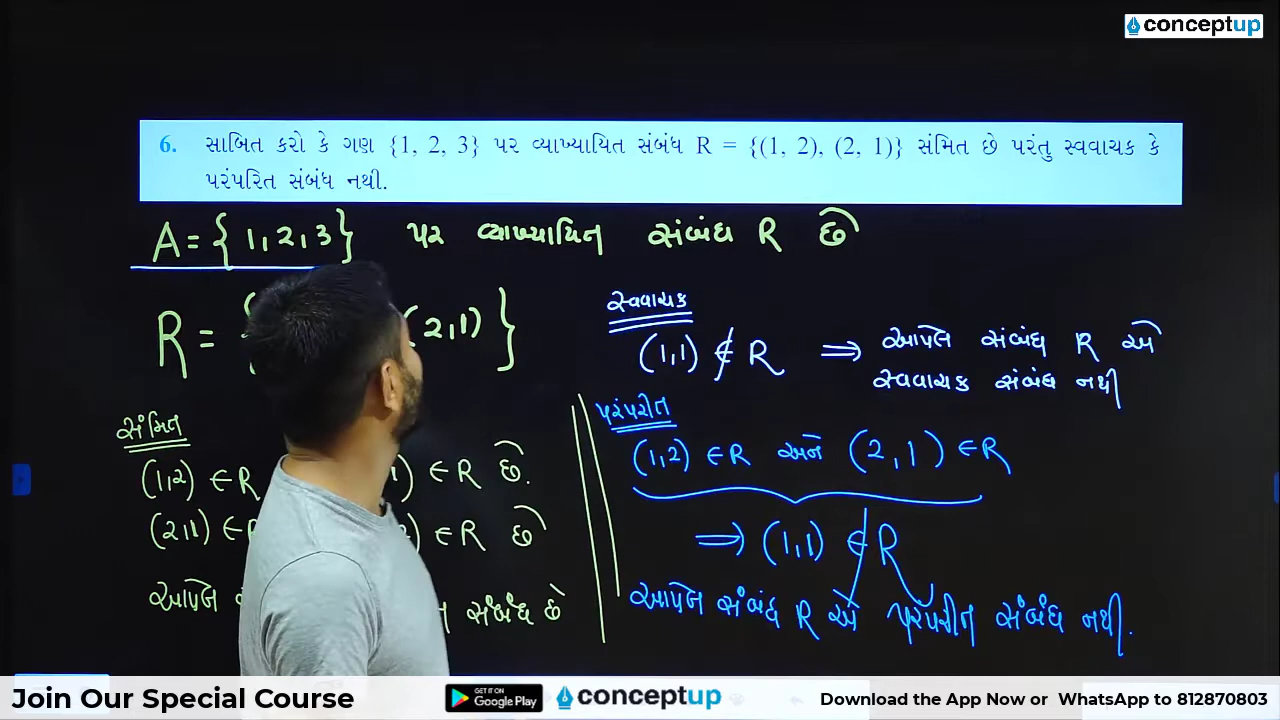 conceptup
6. સાબિત કરો કે ગણ {1, 2, 3} પર વ્યાખ્યાયિત સંબંધ R = {(1, 2), (2, 1)} સંમિત છે પરંતુ સ્વવાચક કે
પરંપરિત સંબંધ નથી.
A = {1,2,3} પર વ્યાખ્યાયિત સંબંધ R છે
R = { (2,1) }
સંમિત
(1,2) ∈ R 1) ∈ R છે.
(2,1) ∈ R 2) ∈ R છે
આપેલ સંબંધ છે
સ્વવાચક
(1,1) ∉ R ⇒ આપેલ સંબંધ R એ
સ્વવાચક સંબંધ નથી
પરંપરીત
(1,2) ∈ R અને (2,1) ∈ R
⇒ (1,1) ∉ R
આપેલ સંબંધ R એ પરંપરીત સંબંધ નથી.
Join Our Special Course GET IT ON Google Play conceptup Download the App Now or WhatsApp to 812870803